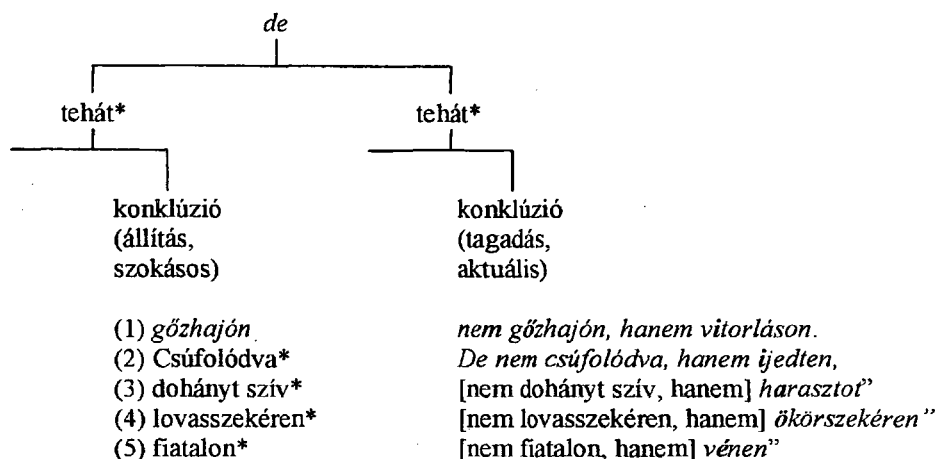 de
tehát* tehát*
konklúzió konklúzió
(állítás, (tagadás,
szokásos) aktuális)
(1) gőzhajón nem gőzhajón, hanem vitorláson.
(2) Csúfolódva* De nem csúfolódva, hanem ijedten,
(3) dohányt szív* [nem dohányt szív, hanem] harasztot”
(4) lovasszekéren* [nem lovasszekéren, hanem] ökörszekéren”
(5) fiatalon* [nem fiatalon, hanem] vénen”